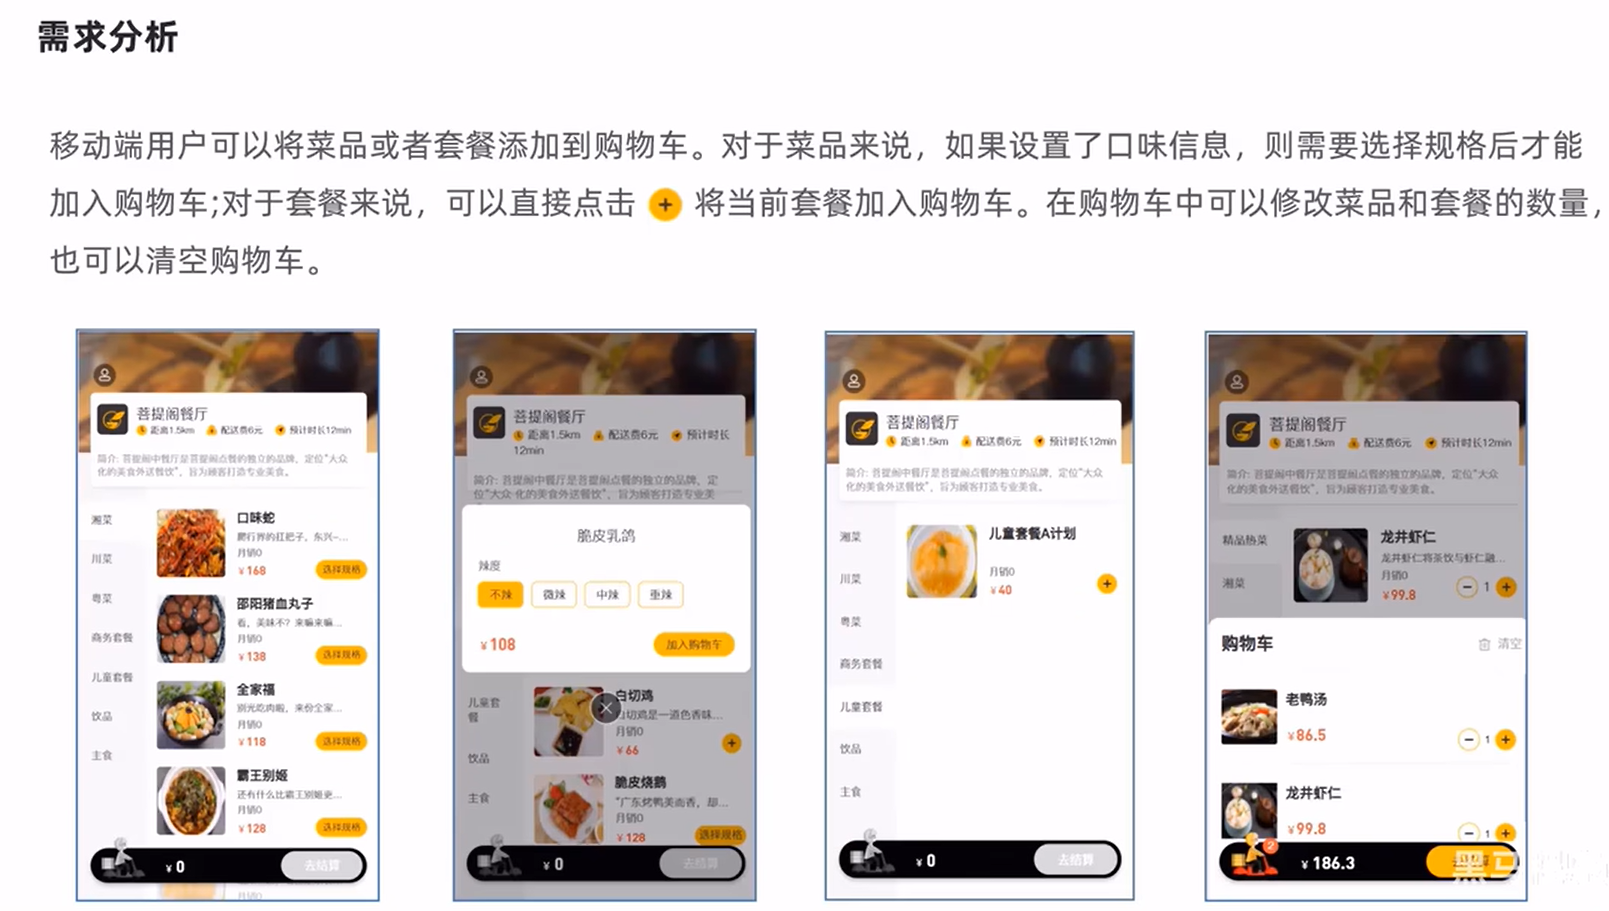 需求分析
移动端用户可以将菜品或者套餐添加到购物车。对于菜品来说，如果设置了口味信息，则需要选择规格后才能
加入购物车;对于套餐来说，可以直接点击 + 将当前套餐加入购物车。在购物车中可以修改菜品和套餐的数量，
也可以清空购物车。
菩提阁餐厅
距离1.5km 配送费6元 预计时长12min
简介: 菩提阁中餐厅是菩提阁点餐的独立的品牌，定位“大众
化的美食外送餐饮”，旨为顾客打造专业美食。
湘菜
川菜
粤菜
商务套餐
儿童套餐
饮品
主食
口味蛇
爬行界的扛把子，东兴-...
月销0
¥168
选择规格
邵阳猪血丸子
看，美味不？来嘛来嘛...
月销0
¥138
选择规格
全家福
别光吃肉啦，来份全家...
月销0
¥118
选择规格
霸王别姬
还有什么比霸王别姬更...
月销0
¥128
选择规格
¥0
去结算
菩提阁餐厅
距离1.5km 配送费6元 预计时长
12min
简介: 菩提阁中餐厅是菩提阁点餐的独立的品牌，定
位“大众 化的美食外送餐饮”，旨为顾客打造专业美
脆皮乳鸽
辣度
不辣 微辣 中辣 重辣
¥108
加入购物车
儿童套
餐
饮品
主食
白切鸡
白切鸡是一道色香味...
月销0
¥66
+
脆皮烧鹅
“广东烤鸭美而香，却...
月销0
¥128
选择规格
¥0
去结算
菩提阁餐厅
距离1.5km 配送费6元 预计时长12min
简介: 菩提阁中餐厅是菩提阁点餐的独立的品牌，定位“大众
化的美食外送餐饮”，旨为顾客打造专业美食。
湘菜
川菜
粤菜
商务套餐
儿童套餐
饮品
主食
儿童套餐A计划
月销0
¥40
+
¥0
去结算
菩提阁餐厅
距离1.5km 配送费6元 预计时长12min
简介: 菩提阁中餐厅是菩提阁点餐的独立的品牌，定位“大众
化的美食外送餐饮”，旨为顾客打造专业美食。
精品热菜
湘菜
龙井虾仁
龙井虾仁将茶饮与虾仁融...
月销0
¥99.8
− 1 +
购物车
清空
老鸭汤
¥86.5
− 1 +
龙井虾仁
¥99.8
− 1 +
2
¥186.3
黑马